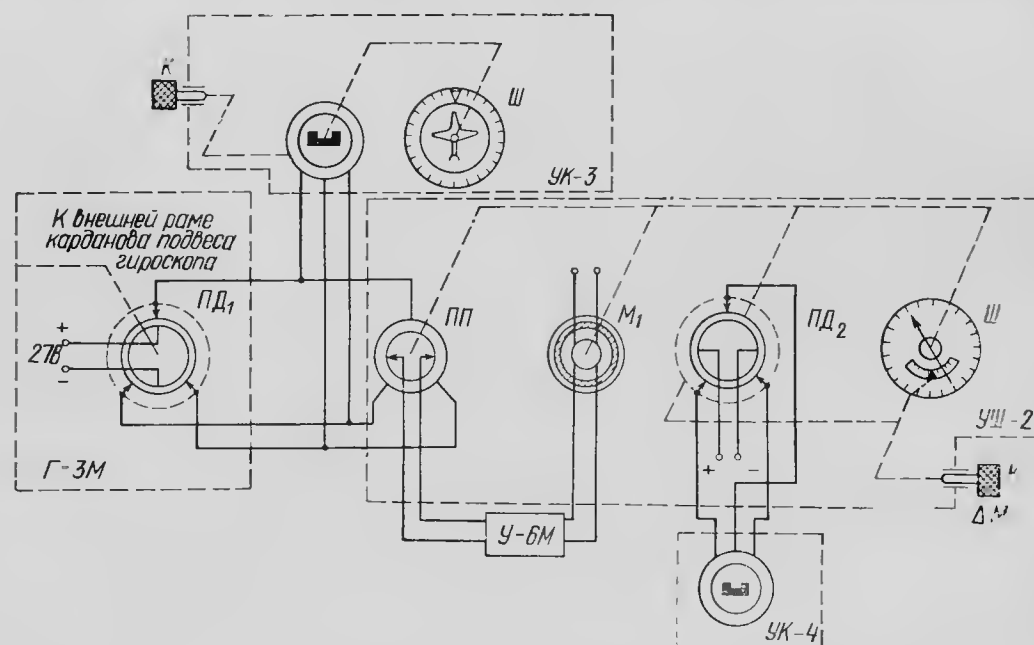 К
Ш
УК-3
К внешней раме
карданова подвеса
гироскопа
ПД₁
+
27в
−
Г-3М
ПП
М₁
ПД₂
+
−
Ш
УШ-2
У-6М
Δ М
УК-4